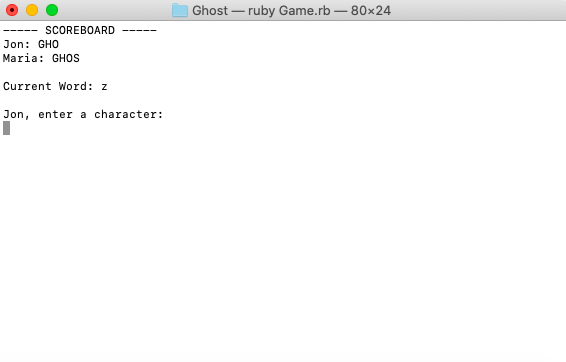 Ghost — ruby Game.rb — 80×24
----- SCOREBOARD -----
Jon: GHO
Maria: GHOS
Current Word: z
Jon, enter a character: